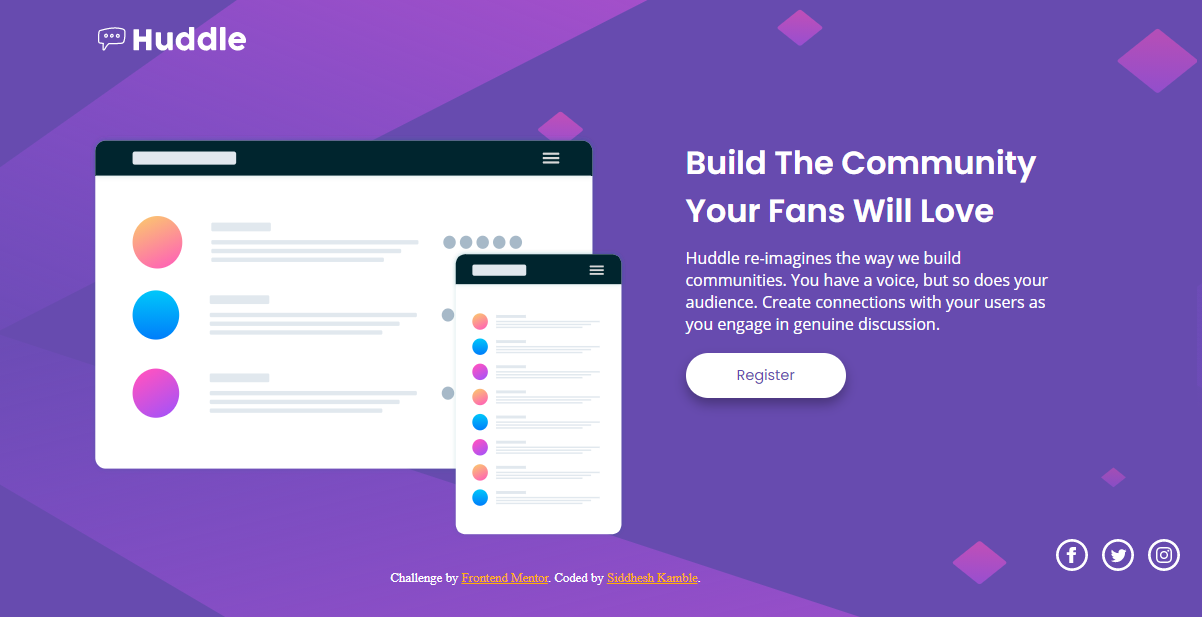 Huddle
Build The Community
Your Fans Will Love
Huddle re-imagines the way we build
communities. You have a voice, but so does your
audience. Create connections with your users as
you engage in genuine discussion.
Register
Challenge by Frontend Mentor. Coded by Siddhesh Kamble.